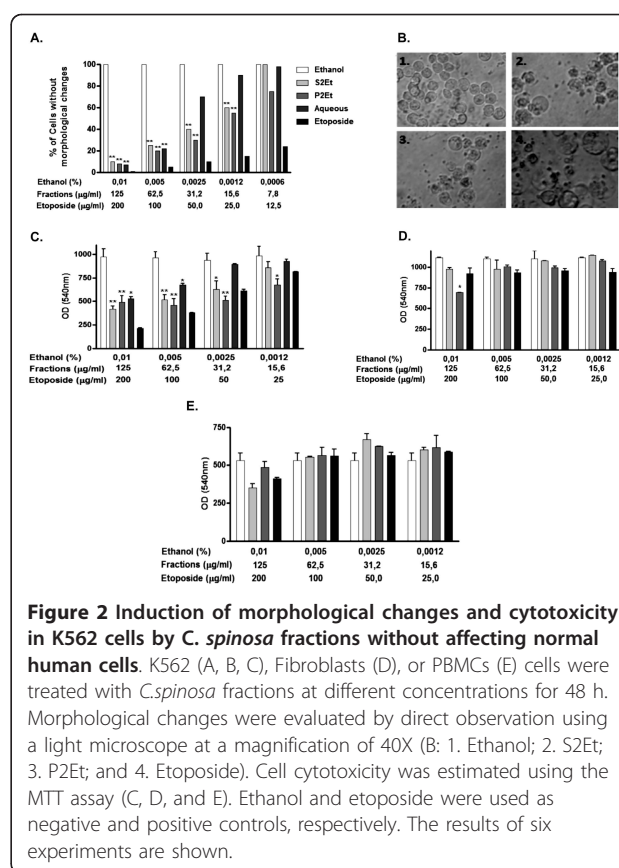 A.
B.
100
80
60
40
20
0
% of Cells without
morphological changes
** ** **
** ** **
** **
** **
Ethanol
S2Et
P2Et
Aqueous
Etoposide
Ethanol (%) 0,01 0,005 0,0025 0,0012 0,0006
Fractions (µg/ml) 125 62,5 31,2 15,6 7,8
Etoposide (µg/ml) 200 100 50,0 25,0 12,5
1.
2.
3.
4.
C.
1000
750
500
250
0
OD (540nm)
** ** *
** ** **
* **
*
Ethanol (%) 0,01 0,005 0,0025 0,0012
Fractions (µg/ml) 125 62,5 31,2 15,6
Etoposide (µg/ml) 200 100 50 25
D.
1000
750
500
250
0
OD (540nm)
*
Ethanol (%) 0,01 0,005 0,0025 0,0012
Fractions (µg/ml) 125 62,5 31,2 15,6
Etoposide (µg/ml) 200 100 50,0 25,0
E.
750
500
250
0
OD (540nm)
Ethanol (%) 0,01 0,005 0,0025 0,0012
Fractions (µg/ml) 125 62,5 31,2 15,6
Etoposide (µg/ml) 200 100 50,0 25,0
Figure 2 Induction of morphological changes and cytotoxicity
in K562 cells by C. spinosa fractions without affecting normal
human cells. K562 (A, B, C), Fibroblasts (D), or PBMCs (E) cells were
treated with C.spinosa fractions at different concentrations for 48 h.
Morphological changes were evaluated by direct observation using
a light microscope at a magnification of 40X (B: 1. Ethanol; 2. S2Et;
3. P2Et; and 4. Etoposide). Cell cytotoxicity was estimated using the
MTT assay (C, D, and E). Ethanol and etoposide were used as
negative and positive controls, respectively. The results of six
experiments are shown.